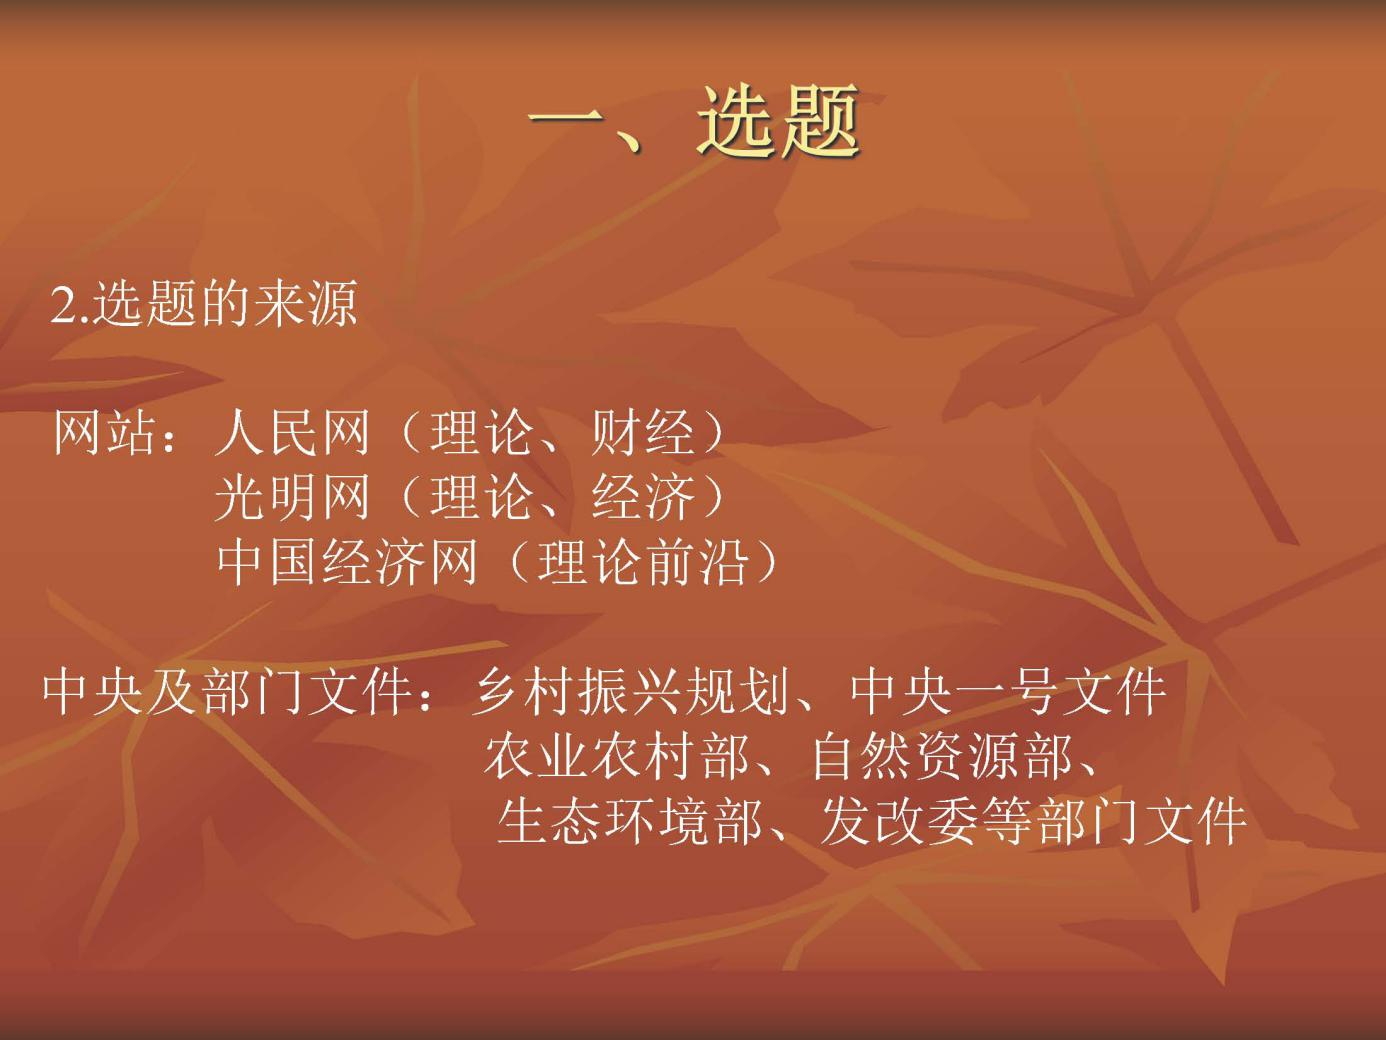 一、选题
2.选题的来源
网站：人民网（理论、财经）
光明网（理论、经济）
中国经济网（理论前沿）
中央及部门文件：乡村振兴规划、中央一号文件
农业农村部、自然资源部、
生态环境部、发改委等部门文件